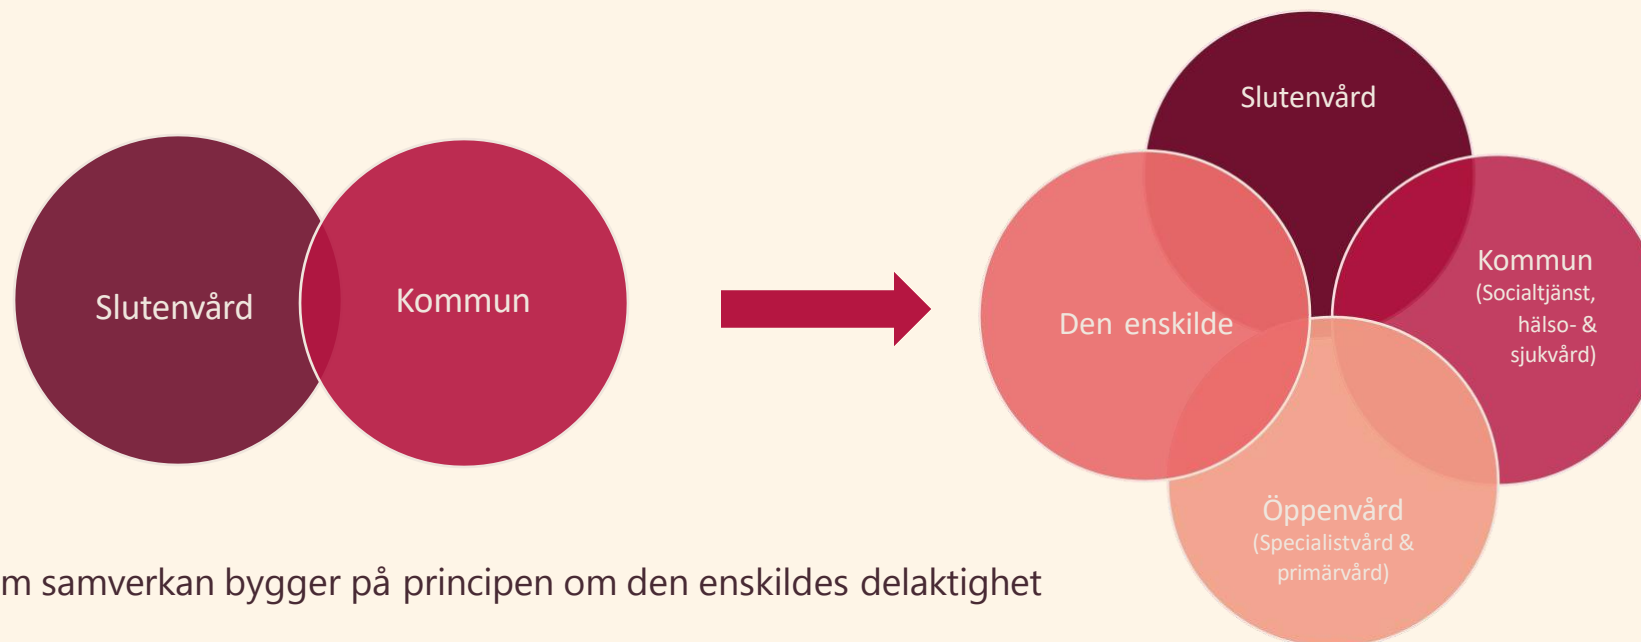 Slutenvård
Kommun
Slutenvård
Kommun
(Socialtjänst,
hälso- &
sjukvård)
Den enskilde
Öppenvård
(Specialistvård &
primärvård)
m samverkan bygger på principen om den enskildes delaktighet